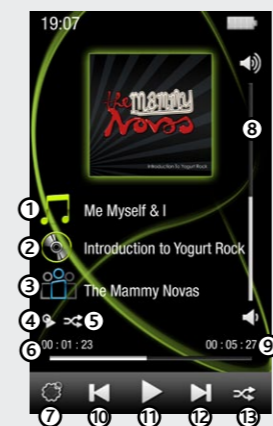 19:07
the Mammy Novas
Introduction to Yogurt Rock
8
1 Me Myself & I
2 Introduction to Yogurt Rock
3 The Mammy Novas
4 5
6 00 : 01 : 23 00 : 05 : 27 9
7 10 11 12 13